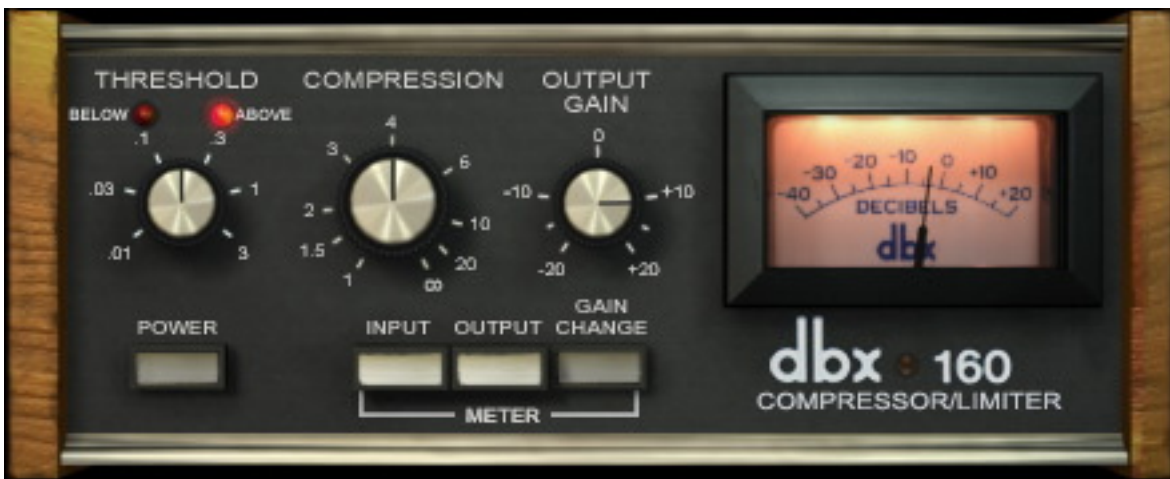 THRESHOLD
BELOW
ABOVE
.01
.03
.1
.3
1
3
COMPRESSION
1
1.5
2
3
4
6
10
20
∞
OUTPUT
GAIN
-20
-10
0
+10
+20
-40
-30
-20
-10
0
+10
+20
DECIBELS
dbx
POWER
INPUT
OUTPUT
GAIN
CHANGE
METER
dbx 160
COMPRESSOR/LIMITER